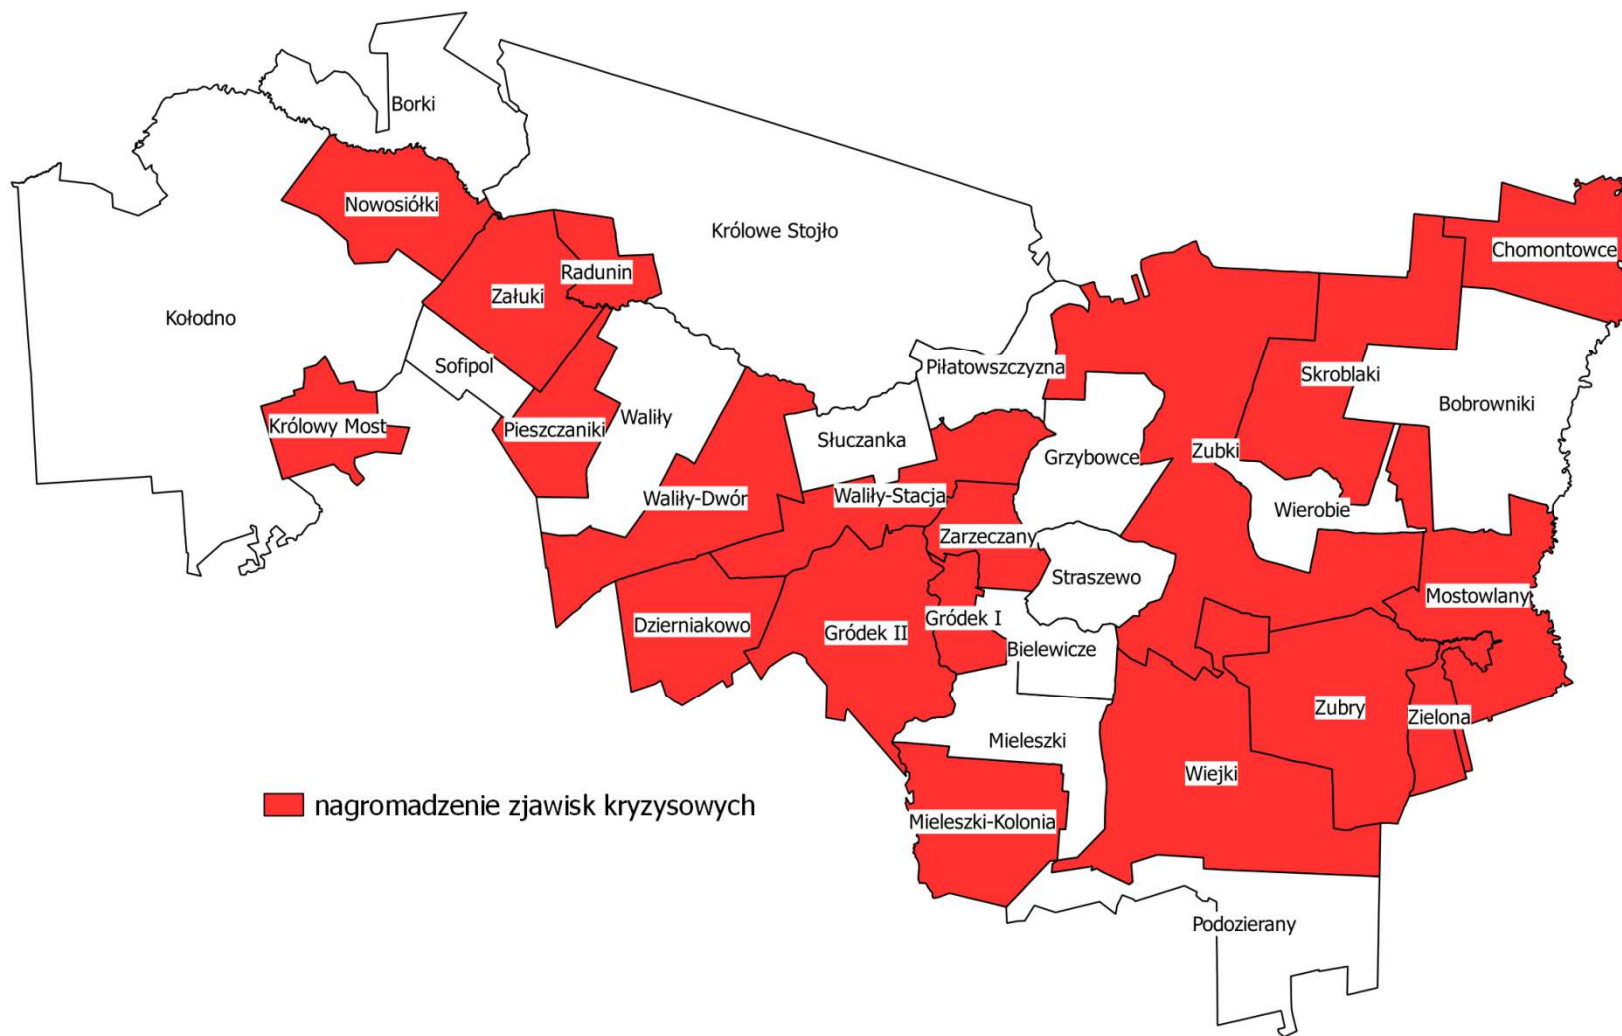 Borki
Nowosiółki
Królowe Stojło
Chomontowce
Radunin
Załuki
Kołodno
Sofipol
Piłatowszczyzna
Skroblaki
Bobrowniki
Królowy Most
Pieszczaniki
Waliły
Słuczanka
Grzybowce
Zubki
Waliły-Dwór
Waliły-Stacja
Wierobie
Zarzeczany
Straszewo
Mostowlany
Dzierniakowo
Gródek II
Gródek I
Bielewicze
Zubry
Zielona
Mieleszki
Wiejki
nagromadzenie zjawisk kryzysowych
Mieleszki-Kolonia
Podozierany